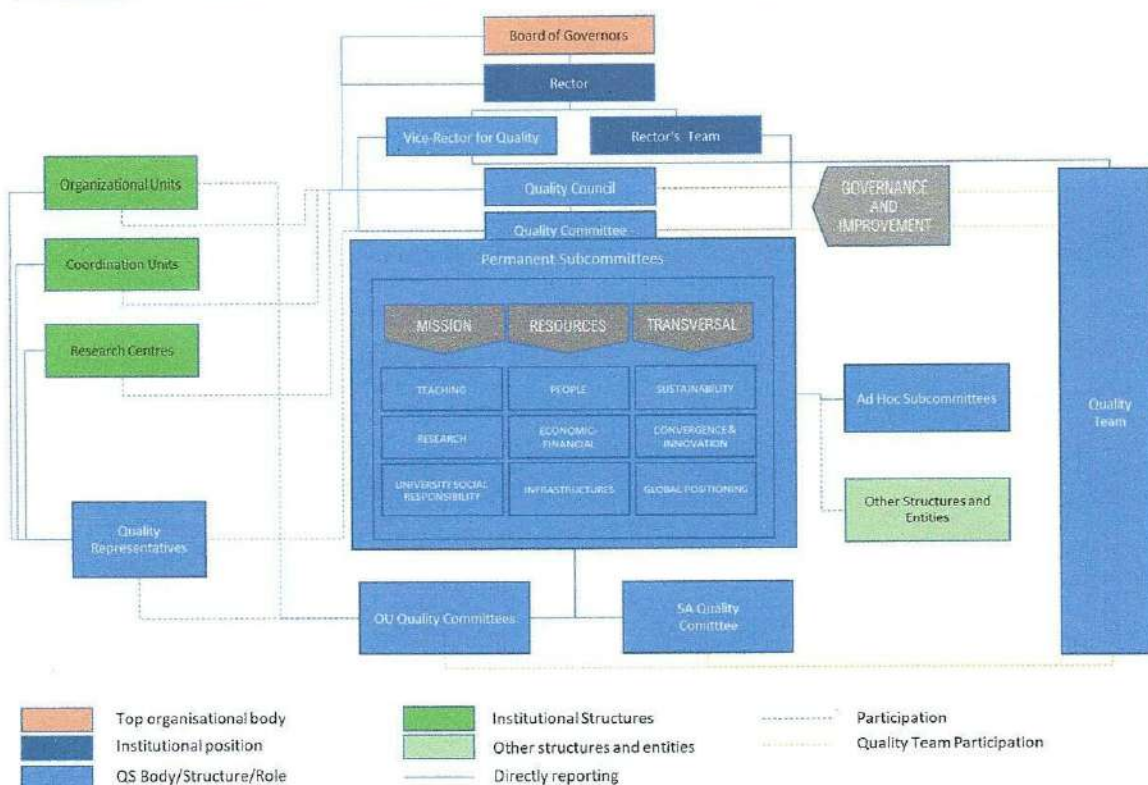 Board of Governors
Rector
Vice-Rector for Quality
Rector's Team
Organizational Units
Quality Council
GOVERNANCE
AND
IMPROVEMENT
Quality Committee
Coordination Units
Permanent Subcommittees
MISSION
RESOURCES
TRANSVERSAL
Research Centres
TEACHING
PEOPLE
SUSTAINABILITY
Ad Hoc Subcommittees
Quality
Team
RESEARCH
ECONOMIC-
FINANCIAL
CONVERGENCE &
INNOVATION
UNIVERSITY SOCIAL
RESPONSIBILITY
INFRASTRUCTURES
GLOBAL POSITIONING
Other Structures and
Entities
Quality
Representatives
OU Quality Committees
SA Quality
Comittee
Top organisational body
Institutional position
QS Body/Structure/Role
Institutional Structures
Other structures and entities
Directly reporting
Participation
Quality Team Participation